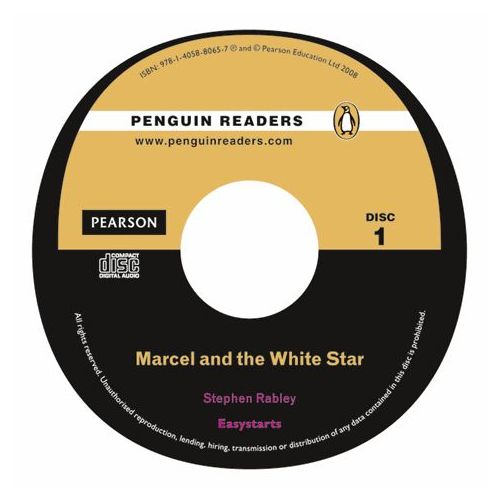 ISBN: 978-1-4058-8065-7 ℗ and © Pearson Education Ltd 2008
PENGUIN READERS
www.penguinreaders.com
PEARSON
DISC
1
COMPACT
disc
DIGITAL AUDIO
Marcel and the White Star
Stephen Rabley
Easystarts
All rights reserved. Unauthorised reproduction, lending, hiring, transmission or distribution of any data contained in this disc is prohibited.